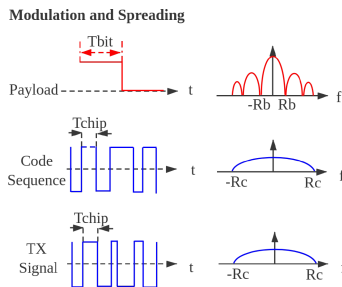 Modulation and Spreading
Tbit
Payload
t
-Rb Rb
f
Tchip
Code
Sequence
t
-Rc Rc
f
Tchip
TX
Signal
t
-Rc Rc